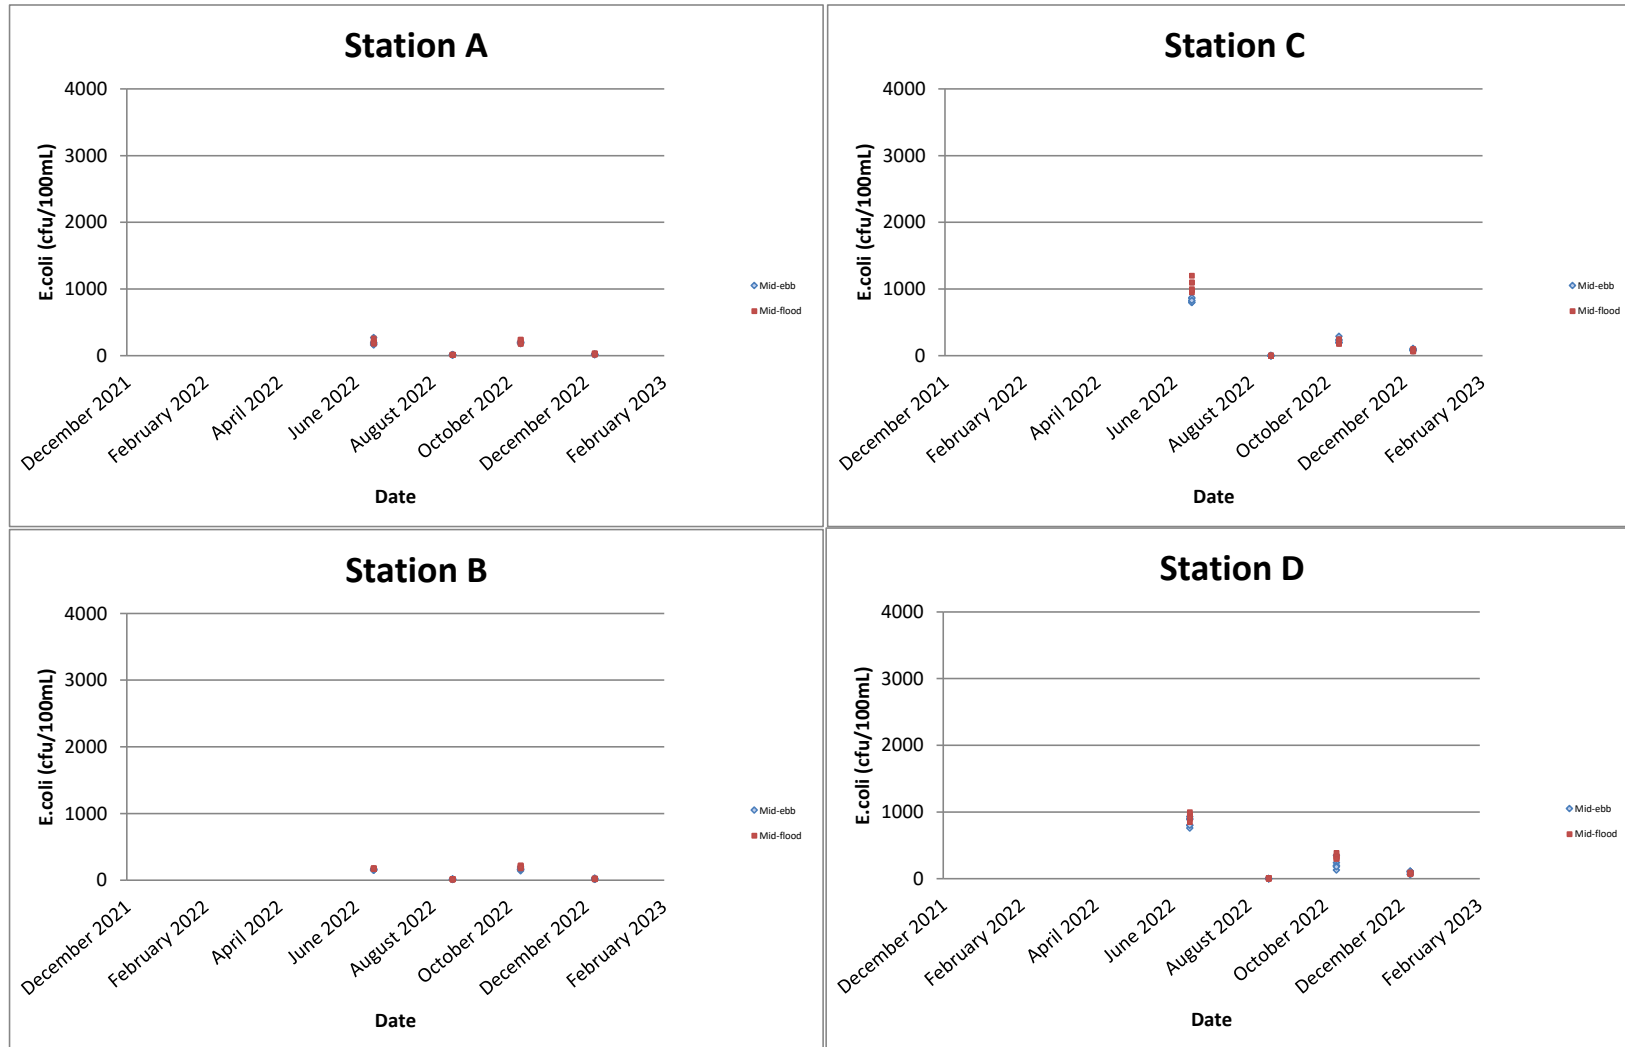 Station A
4000
3000
2000
1000
0
E.coli (cfu/100mL)
December 2021
February 2022
April 2022
June 2022
August 2022
October 2022
December 2022
February 2023
Date
Mid-ebb
Mid-flood
Station C
4000
3000
2000
1000
0
E.coli (cfu/100mL)
December 2021
February 2022
April 2022
June 2022
August 2022
October 2022
December 2022
February 2023
Date
Mid-ebb
Mid-flood
Station B
4000
3000
2000
1000
0
E.coli (cfu/100mL)
December 2021
February 2022
April 2022
June 2022
August 2022
October 2022
December 2022
February 2023
Date
Mid-ebb
Mid-flood
Station D
4000
3000
2000
1000
0
E.coli (cfu/100mL)
December 2021
February 2022
April 2022
June 2022
August 2022
October 2022
December 2022
February 2023
Date
Mid-ebb
Mid-flood